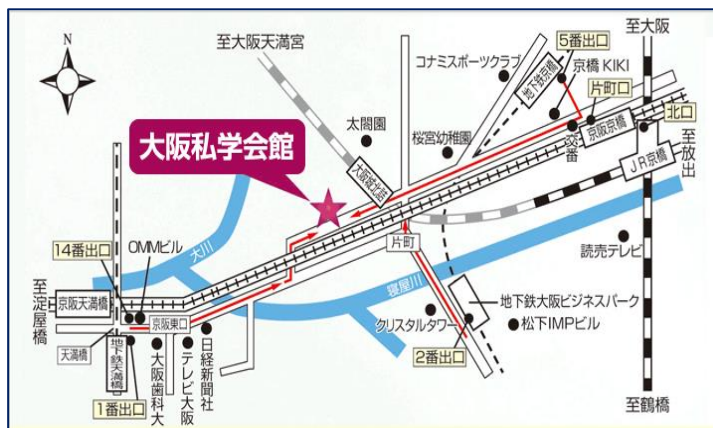 N
至大阪天満宮
コナミスポーツクラブ
5番出口
至大阪
地下鉄京橋
京橋 KIKI
片町口
北口
大阪私学会館
太閤園
桜宮幼稚園
交番
京阪京橋
JR京橋
至放出
大阪城北詰
14番出口
OMMビル
大川
片町
読売テレビ
至淀屋橋
京阪天満橋
京阪東口
寝屋川
地下鉄大阪ビジネスパーク
クリスタルタワー
松下IMPビル
天満橋
地下鉄天満橋
1番出口
大阪歯科大
テレビ大阪
日経新聞社
2番出口
至鶴橋